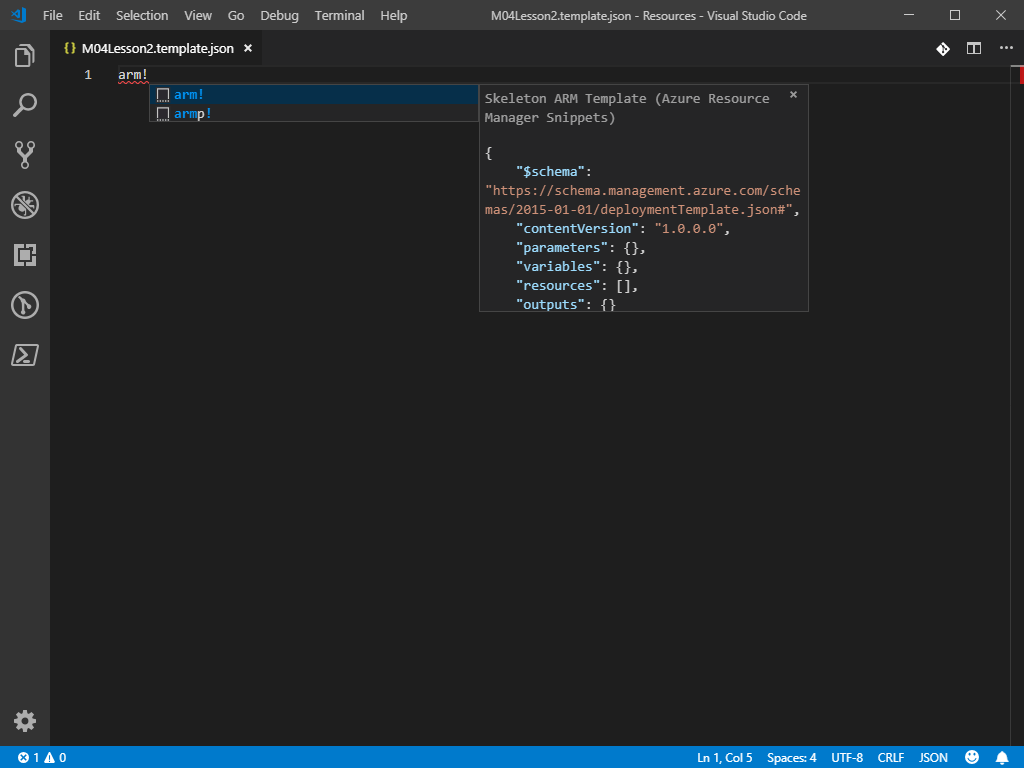 File Edit Selection View Go Debug Terminal Help M04Lesson2.template.json - Resources - Visual Studio Code
{} M04Lesson2.template.json
1 arm!
arm!
armp!
Skeleton ARM Template (Azure Resource
Manager Snippets)
{
"$schema":
"https://schema.management.azure.com/sche
mas/2015-01-01/deploymentTemplate.json#",
"contentVersion": "1.0.0.0",
"parameters": {},
"variables": {},
"resources": [],
"outputs": {}
1 0 Ln 1, Col 5 Spaces: 4 UTF-8 CRLF JSON